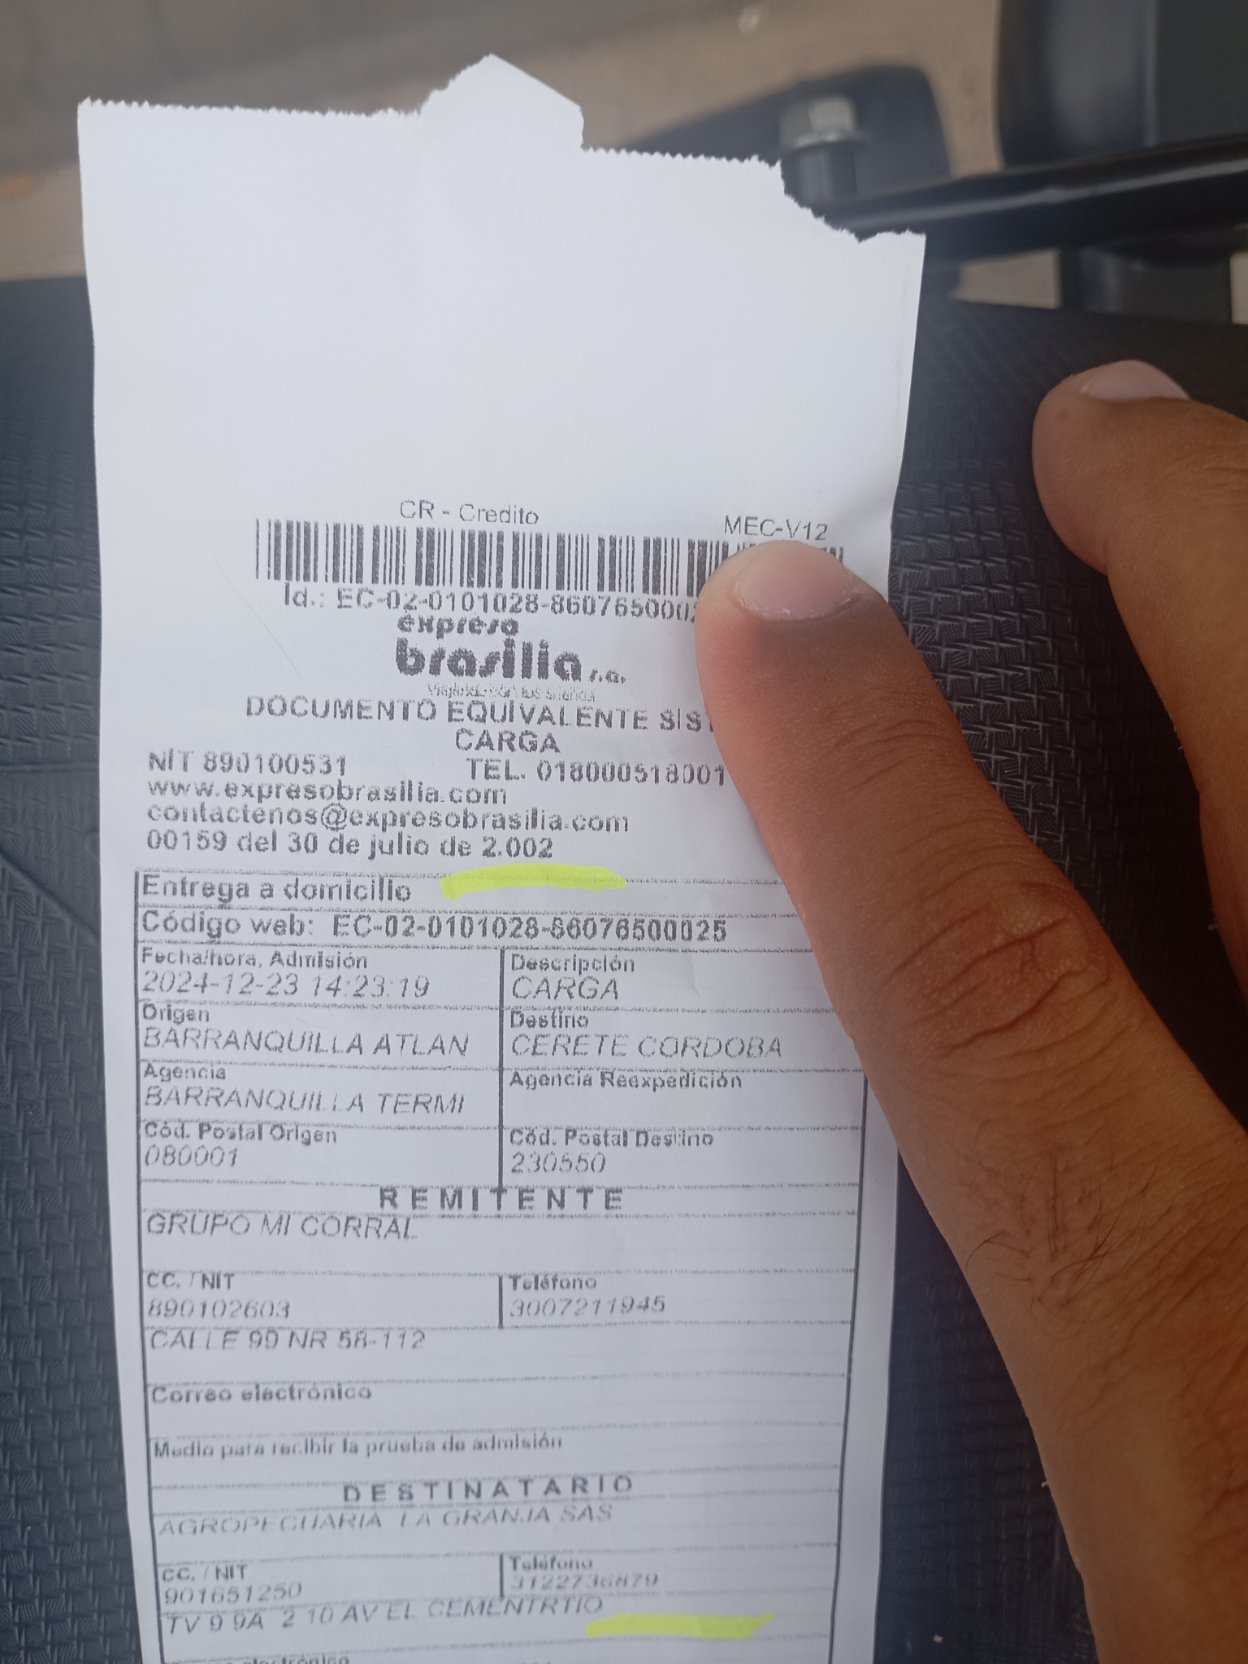 CR - Credito MEC-V12
Id.: EC-02-0101028-8607650002
expreso
brasilia s.a.
DOCUMENTO EQUIVALENTE SIST
CARGA
NIT 890100531 TEL. 018000518001
www.expresobrasilia.com
contactenos@expresobrasilia.com
00159 del 30 de julio de 2.002
Entrega a domicilio
Código web: EC-02-0101028-86076500025
Fecha/hora, Admisión Descripción
2024-12-23 14:23:19 CARGA
Origen Destino
BARRANQUILLA ATLAN CERETE CORDOBA
Agencia Agencia Reexpedición
BARRANQUILLA TERMI
Cód. Postal Origen Cód. Postal Destino
080001 230550
REMITENTE
GRUPO MI CORRAL
CC. / NIT Teléfono
890102603 3007211945
CALLE 99 NR 58-112
Correo electrónico
Medio para recibir la prueba de admisión
DESTINATARIO
AGROPECUARIA LA GRANJA SAS
CC. / NIT Teléfono
901651250 3122736879
TV 9 9A 2 10 AV EL CEMENTRTIO
electrónico